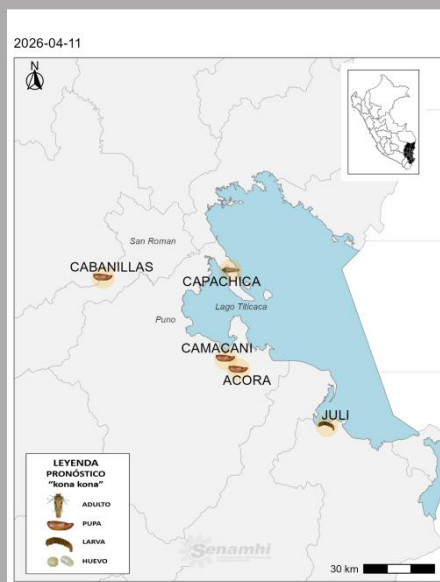 2026-04-11
N
San Roman
CABANILLAS
CAPACHICA
Lago Titicaca
Puno
CAMACANI
ACORA
JULI
LEYENDA
PRONÓSTICO
"kona kona"
ADULTO
PUPA
LARVA
HUEVO
Senamhi
30 km